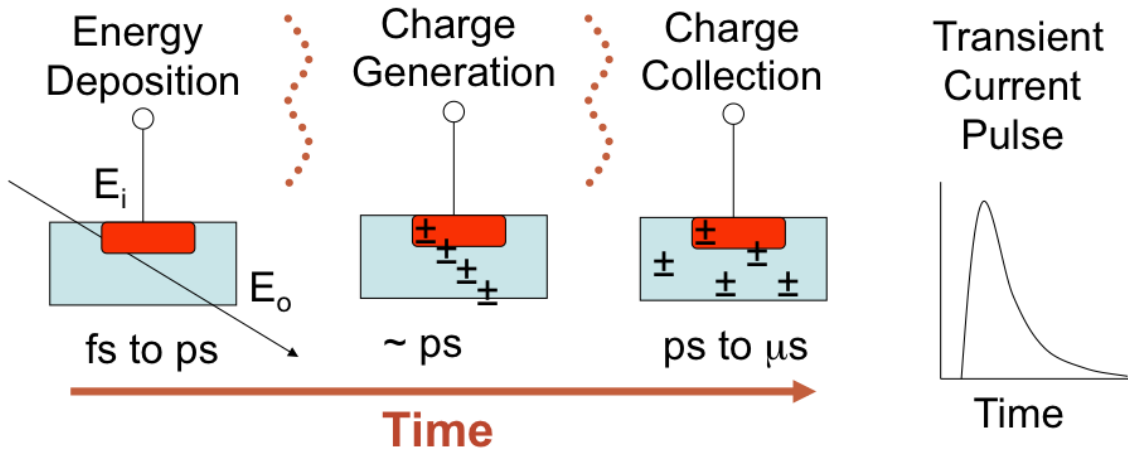 Energy
Deposition
Charge
Generation
Charge
Collection
Transient
Current
Pulse
Ei
Eo
±
±
±
±
±
±
±
±
±
fs to ps
~ ps
ps to μs
Time
Time